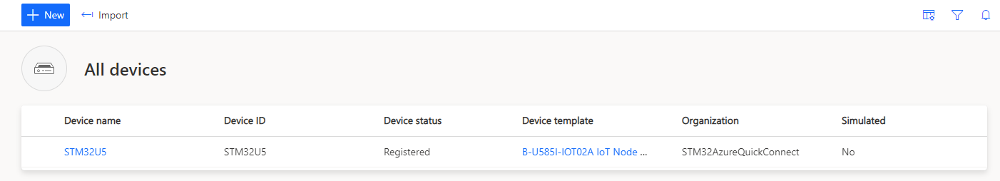 New Import
All devices
Device name Device ID Device status Device template Organization Simulated
STM32U5 STM32U5 Registered B-U585I-IOT02A IoT Node ... STM32AzureQuickConnect No